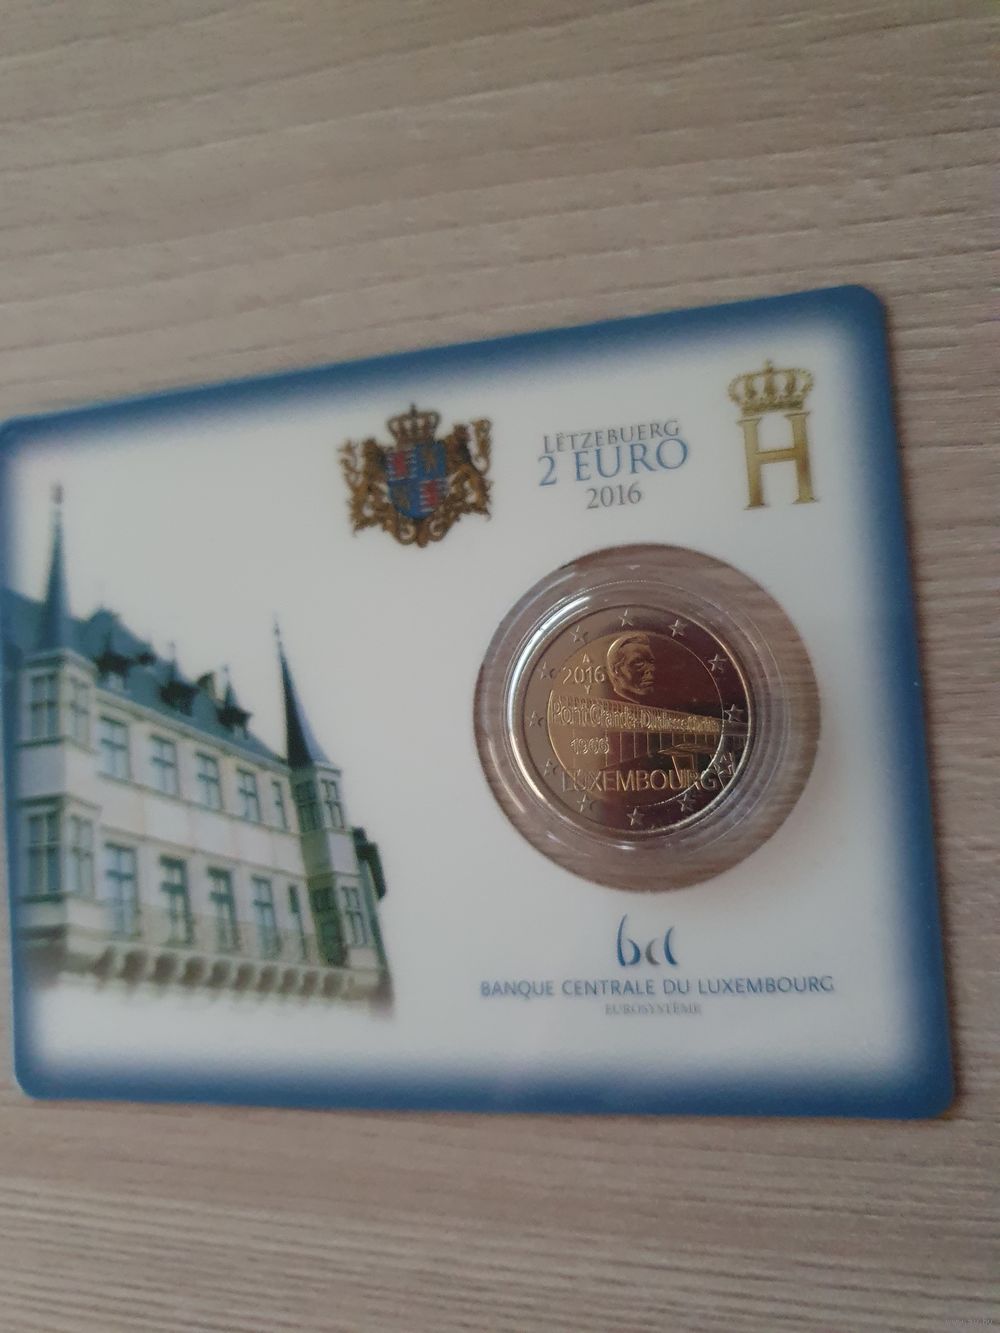 LËTZEBUERG
2 EURO
2016
H
A
2016
Y
Pont Grande-Duchesse Charlotte
1966
LUXEMBOURG
bcl
BANQUE CENTRALE DU LUXEMBOURG
EUROSYSTÈME